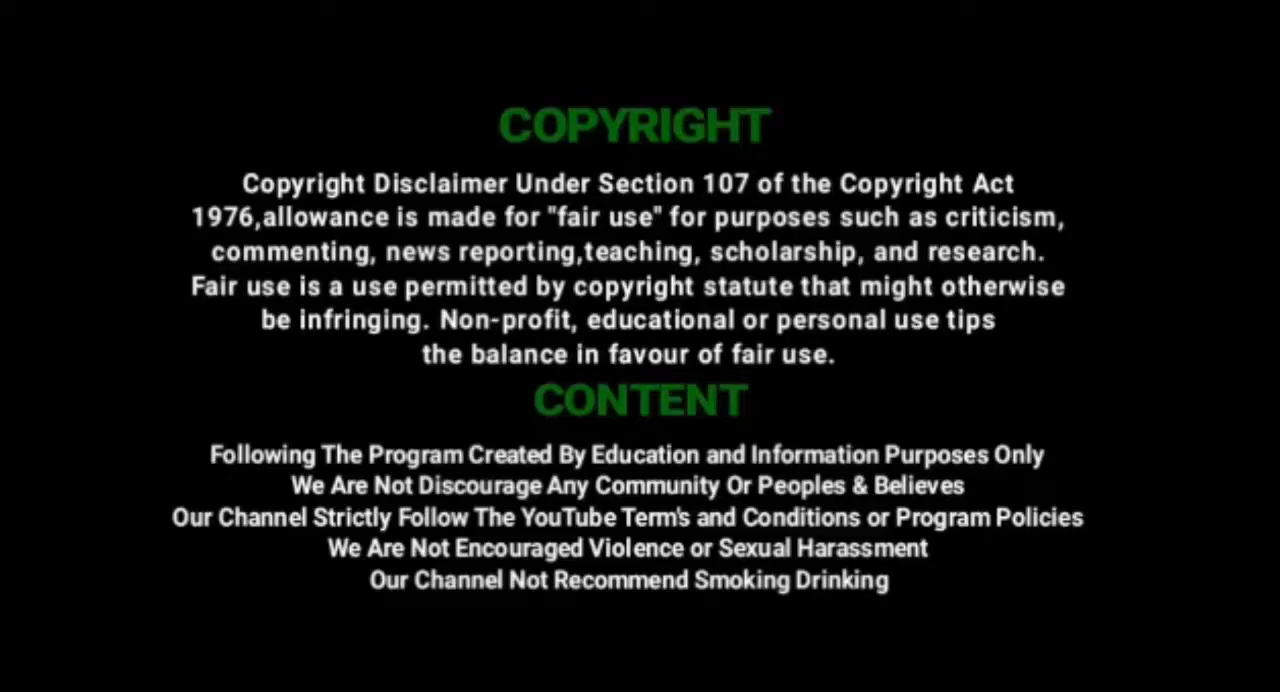 COPYRIGHT
Copyright Disclaimer Under Section 107 of the Copyright Act
1976,allowance is made for "fair use" for purposes such as criticism,
commenting, news reporting,teaching, scholarship, and research.
Fair use is a use permitted by copyright statute that might otherwise
be infringing. Non-profit, educational or personal use tips
the balance in favour of fair use.
CONTENT
Following The Program Created By Education and Information Purposes Only
We Are Not Discourage Any Community Or Peoples & Believes
Our Channel Strictly Follow The YouTube Term's and Conditions or Program Policies
We Are Not Encouraged Violence or Sexual Harassment
Our Channel Not Recommend Smoking Drinking